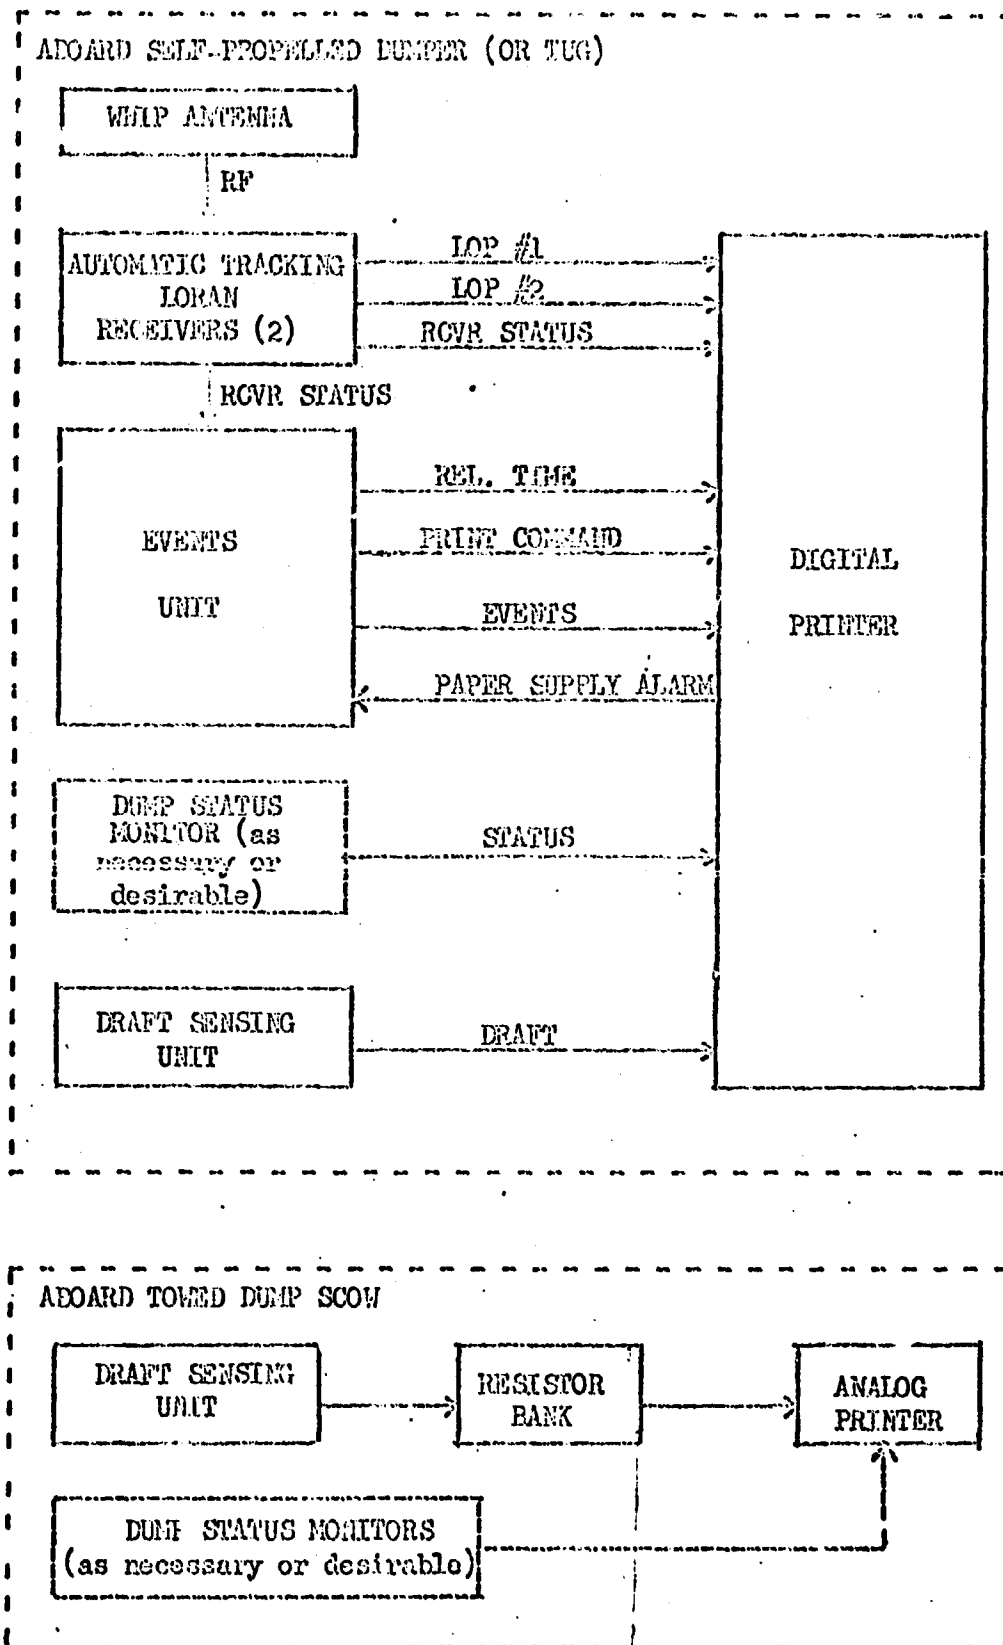 ABOARD SELF-PROPELLED DUMPER (OR TUG)
WHIP ANTENNA
RF
AUTOMATIC TRACKING
LORAN
RECEIVERS (2)
LOP #1
LOP #2
RCVR STATUS
RCVR STATUS
EVENTS
UNIT
REL. TIME
PRINT COMMAND
EVENTS
PAPER SUPPLY ALARM
DIGITAL
PRINTER
DUMP STATUS
MONITOR (as
necessary or
desirable)
STATUS
DRAFT SENSING
UNIT
DRAFT
ABOARD TOWED DUMP SCOW
DRAFT SENSING
UNIT
RESISTOR
BANK
ANALOG
PRINTER
DUMP STATUS MONITORS
(as necessary or desirable)